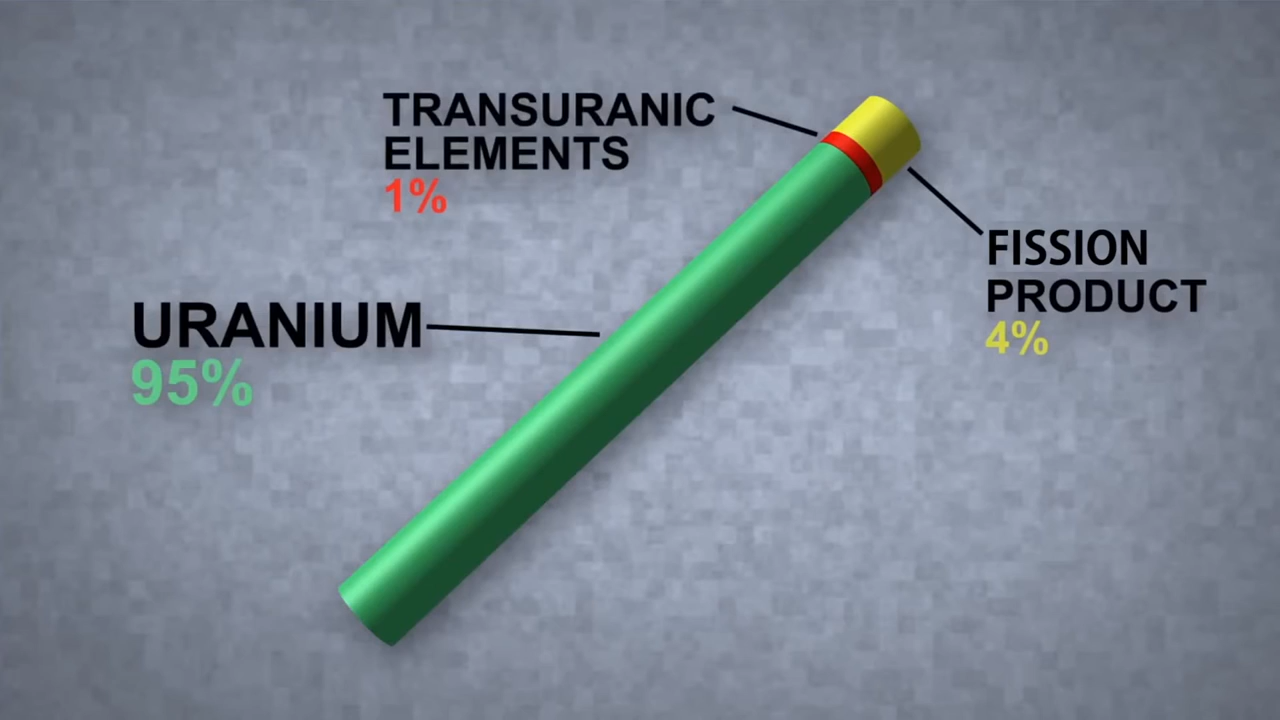 TRANSURANIC
ELEMENTS
1%
URANIUM
95%
FISSION
PRODUCT
4%